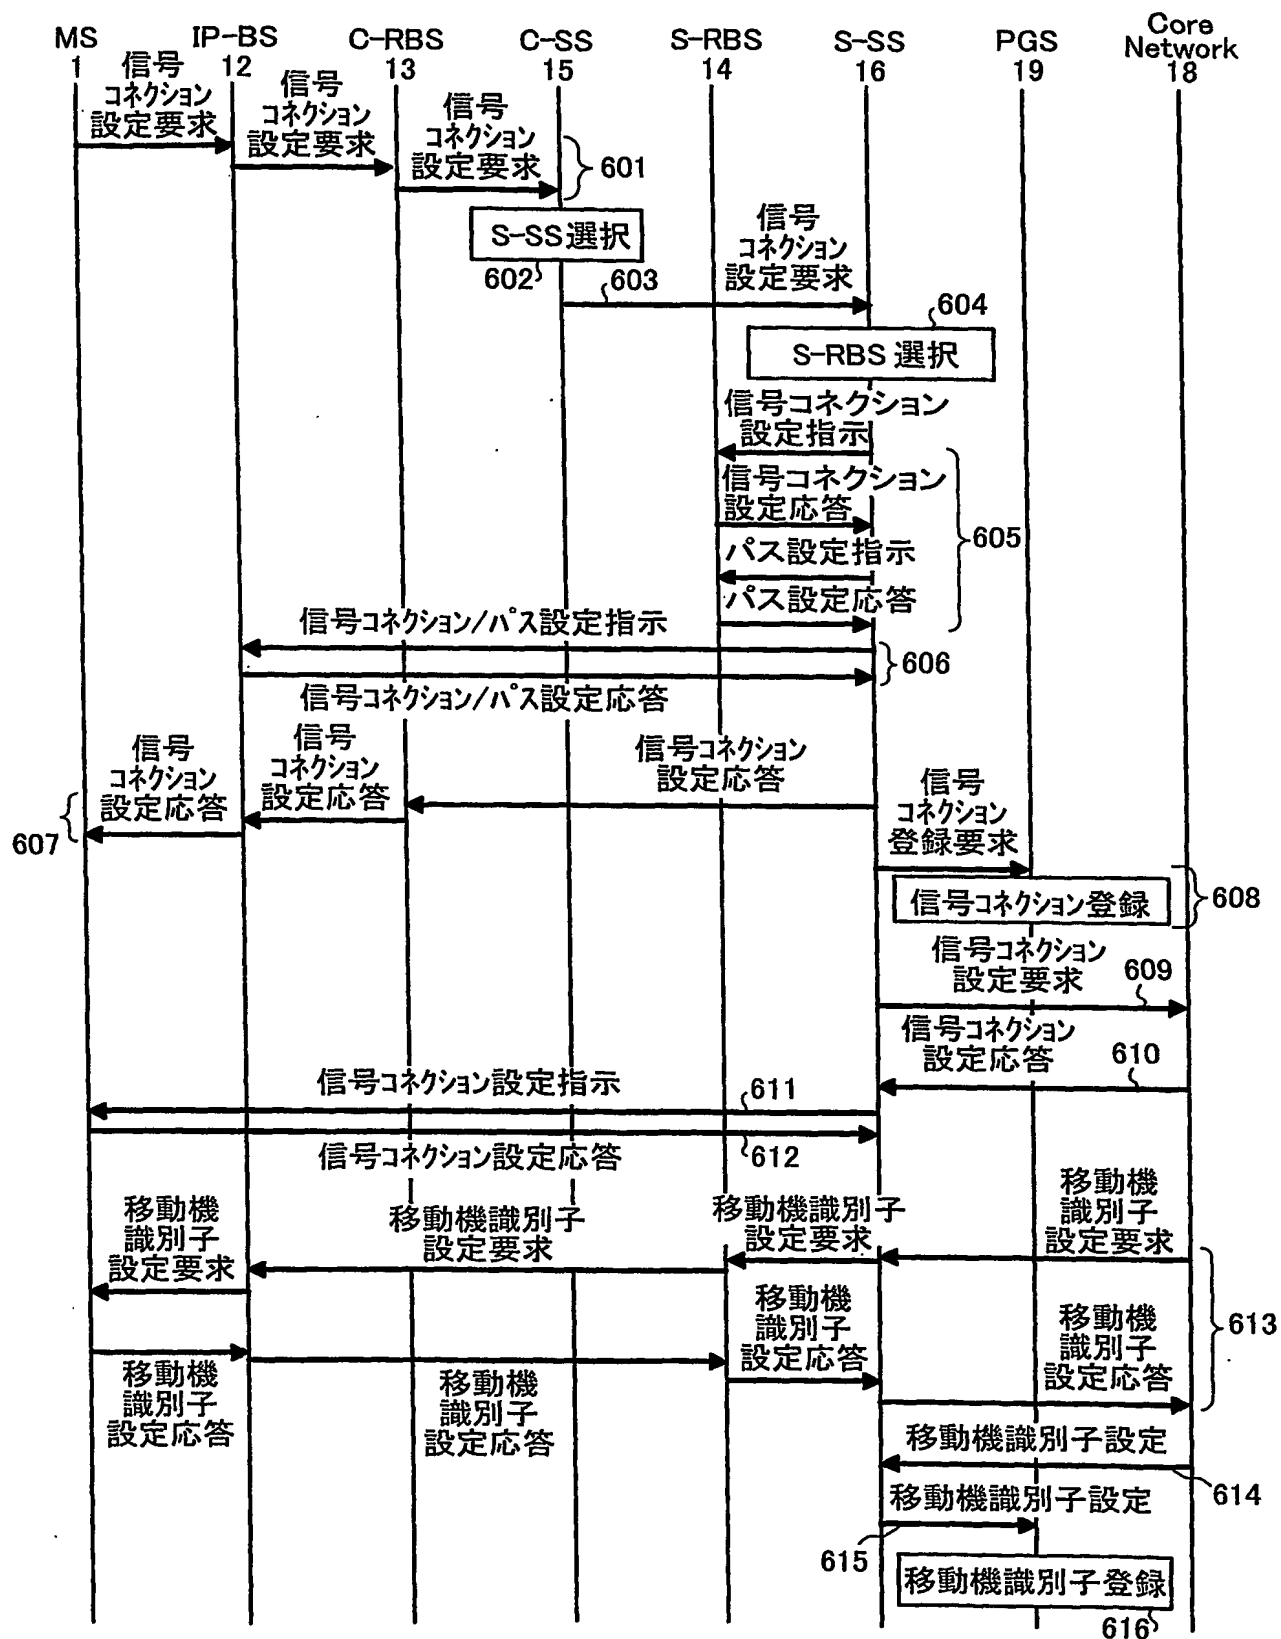 MS
1
IP-BS
12
C-RBS
13
C-SS
15
S-RBS
14
S-SS
16
PGS
19
Core
Network
18
信号
コネクション
設定要求
信号
コネクション
設定要求
信号
コネクション
設定要求
601
S-SS選択
602
603
信号
コネクション
設定要求
604
S-RBS 選択
信号コネクション
設定指示
信号コネクション
設定応答
パス設定指示
パス設定応答
605
信号コネクション/パス設定指示
606
信号コネクション/パス設定応答
信号
コネクション
設定応答
信号
コネクション
設定応答
信号コネクション
設定応答
607
信号
コネクション
登録要求
信号コネクション登録
608
信号コネクション
設定要求
609
信号コネクション
設定応答
610
信号コネクション設定指示
611
信号コネクション設定応答
612
移動機
識別子
設定要求
移動機識別子
設定要求
移動機識別子
設定要求
移動機
識別子
設定要求
移動機
識別子
設定応答
移動機
識別子
設定応答
移動機
識別子
設定応答
移動機
識別子
設定応答
613
移動機識別子設定
614
移動機識別子設定
615
移動機識別子登録
616